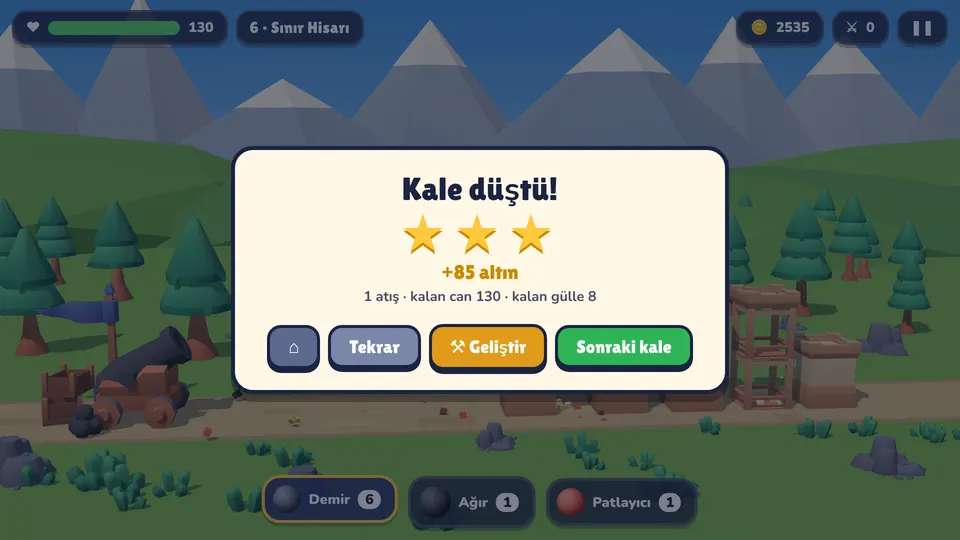 130
6 · Sınır Hisarı
2535
0
Kale düştü!
+85 altın
1 atış · kalan can 130 · kalan gülle 8
Tekrar
Geliştir
Sonraki kale
Demir 6
Ağır 1
Patlayıcı 1